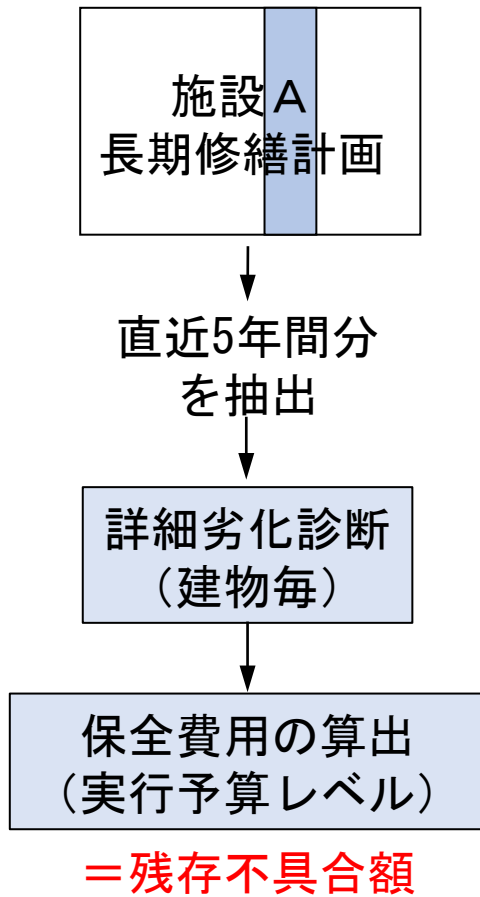 施設Ａ
長期修繕計画
直近5年間分
を抽出
詳細劣化診断
（建物毎）
保全費用の算出
（実行予算レベル）
＝残存不具合額